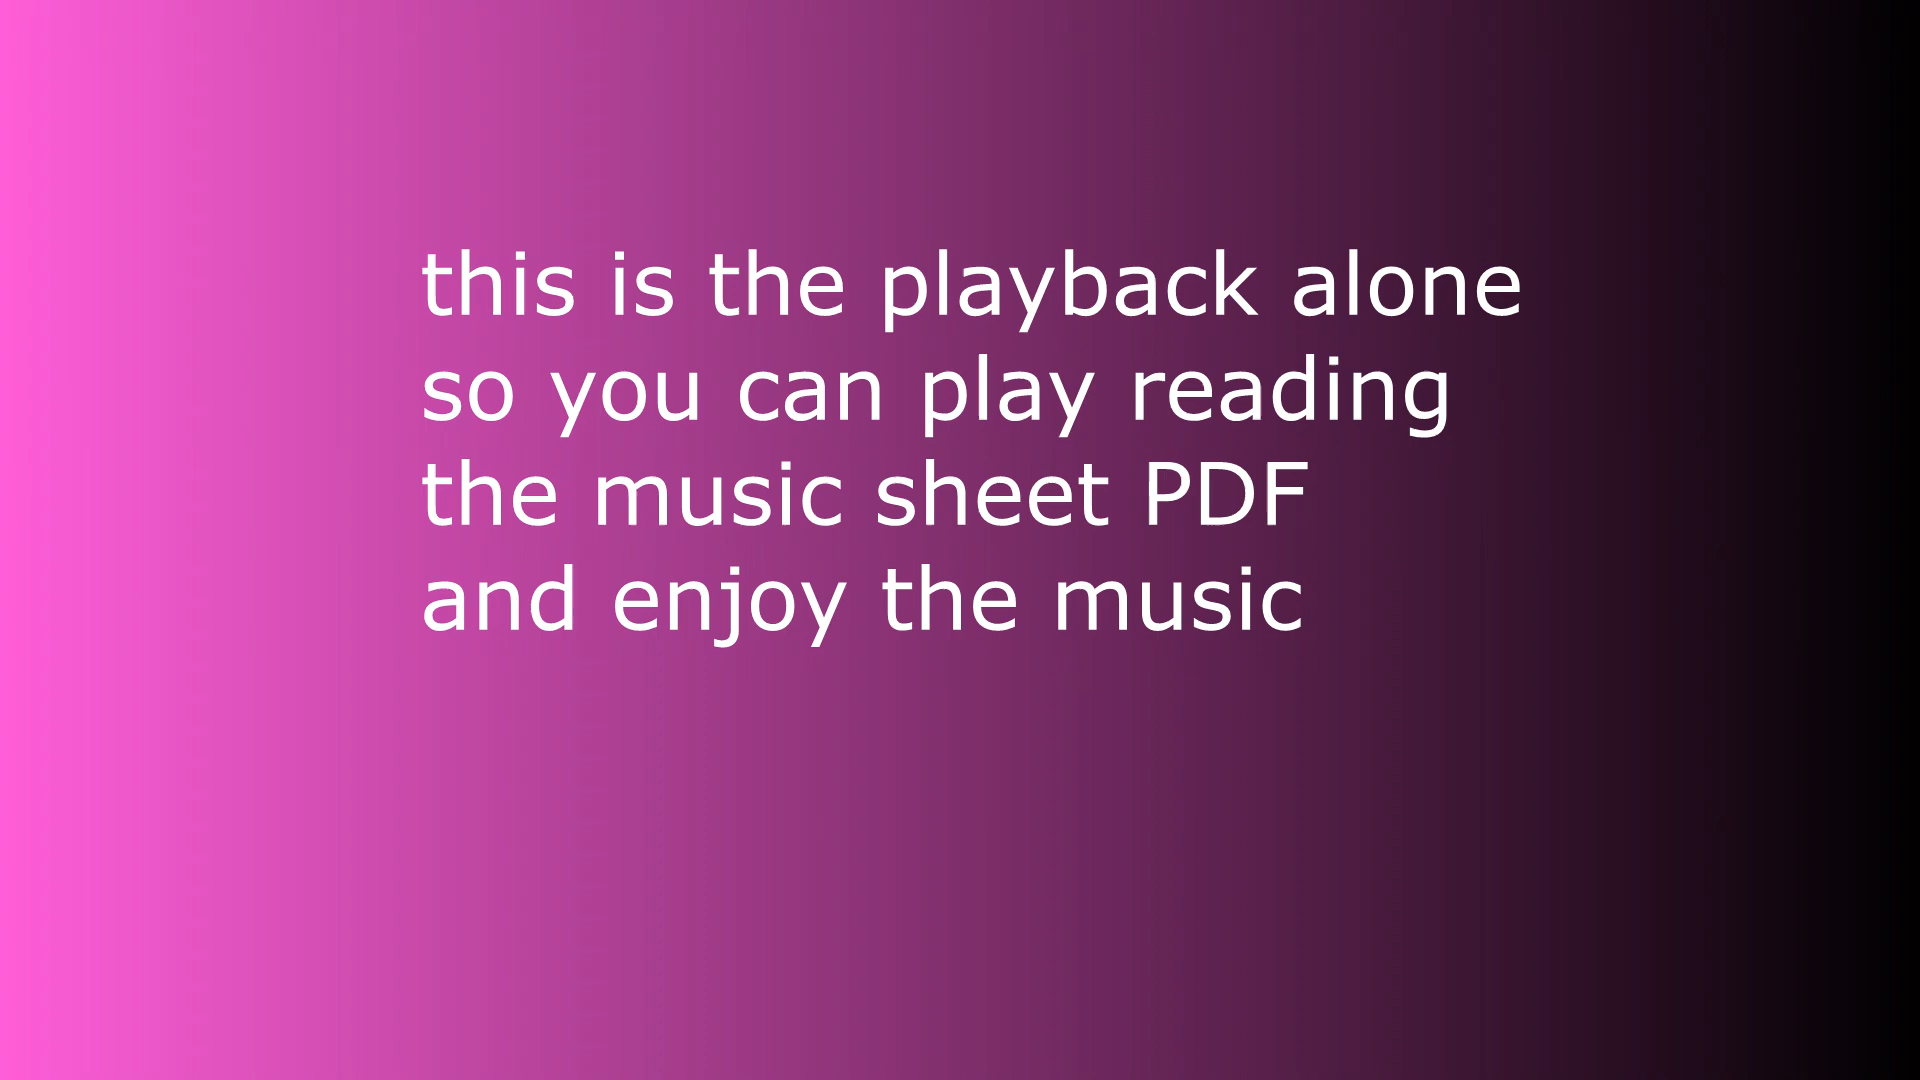 this is the playback alone
so you can play reading
the music sheet PDF
and enjoy the music